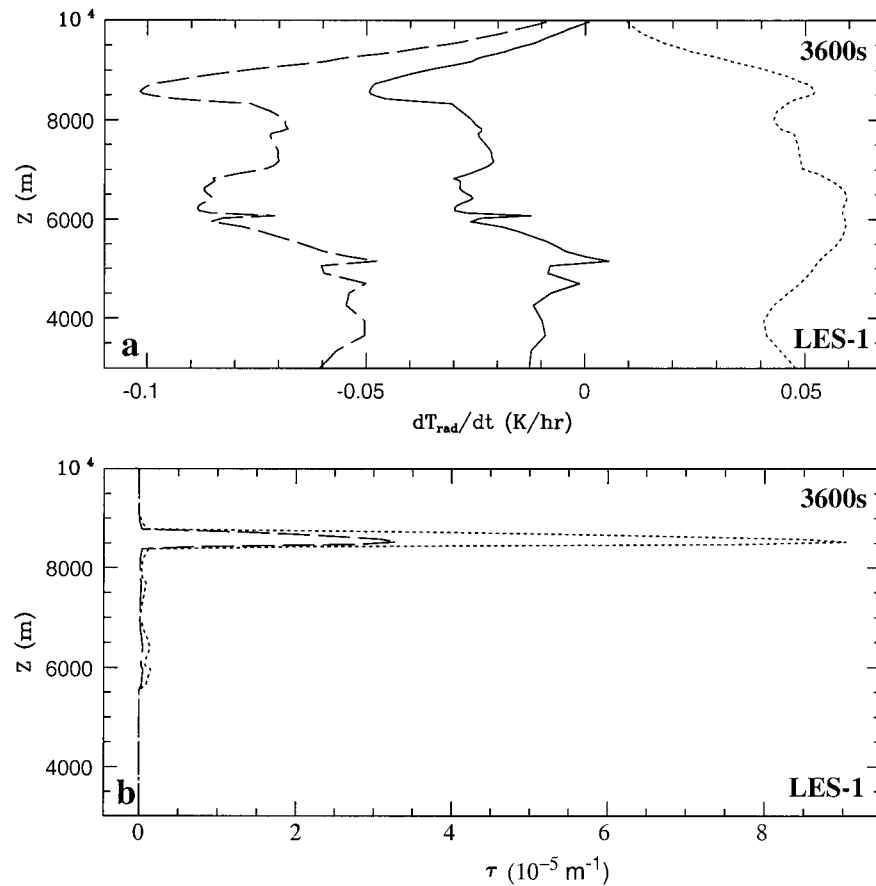 10⁴
3600s
8000
Z (m)
6000
4000
a
LES-1
-0.1
-0.05
0
0.05
dT_rad/dt (K/hr)
10⁴
3600s
8000
Z (m)
6000
4000
b
LES-1
0
2
4
6
8
τ (10⁻⁵ m⁻¹)